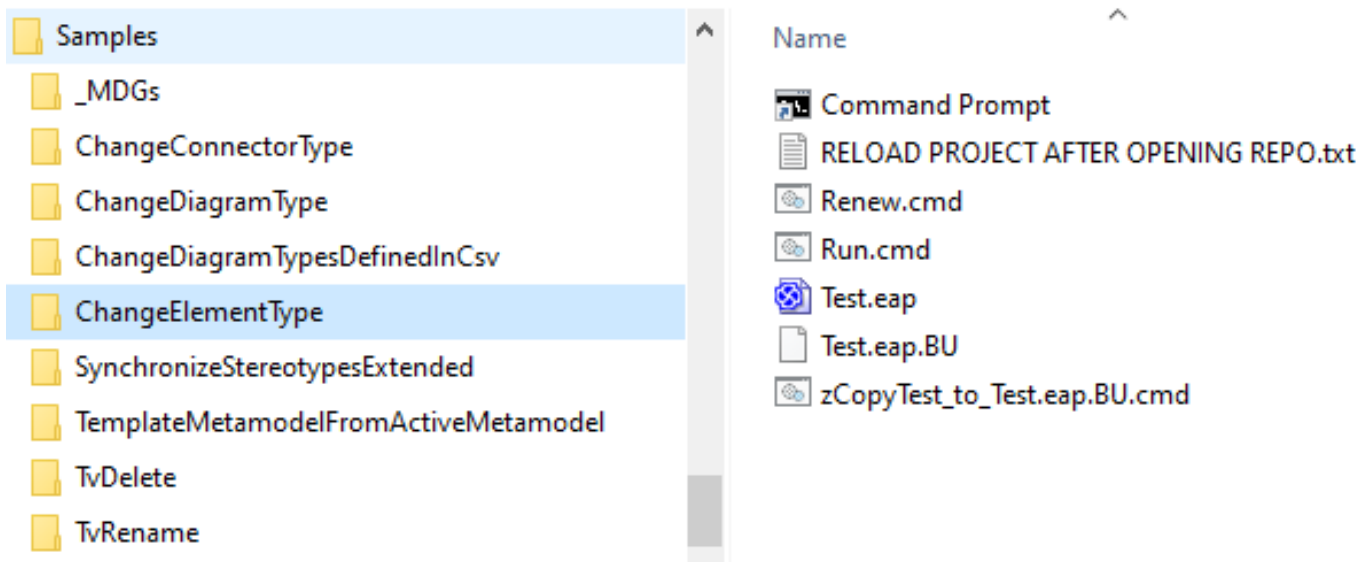 Samples
_MDGs
ChangeConnectorType
ChangeDiagramType
ChangeDiagramTypesDefinedInCsv
ChangeElementType
SynchronizeStereotypesExtended
TemplateMetamodelFromActiveMetamodel
TvDelete
TvRename
Name
Command Prompt
RELOAD PROJECT AFTER OPENING REPO.txt
Renew.cmd
Run.cmd
Test.eap
Test.eap.BU
zCopyTest_to_Test.eap.BU.cmd